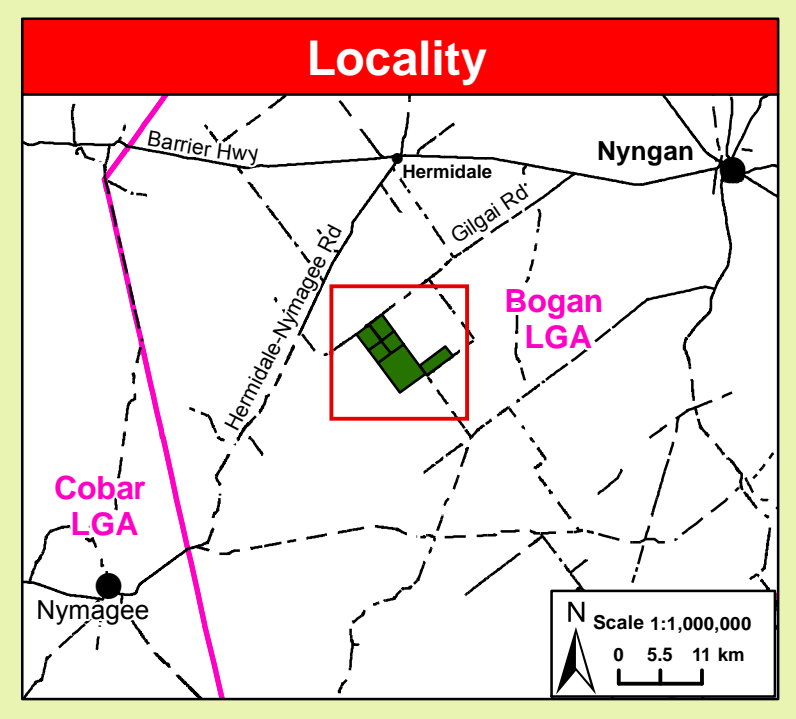 Locality
Barrier Hwy
Nyngan
Hermidale
Gilgai Rd
Hermidale-Nymagee Rd
Bogan
LGA
Cobar
LGA
Nymagee
N
Scale 1:1,000,000
0 5.5 11 km